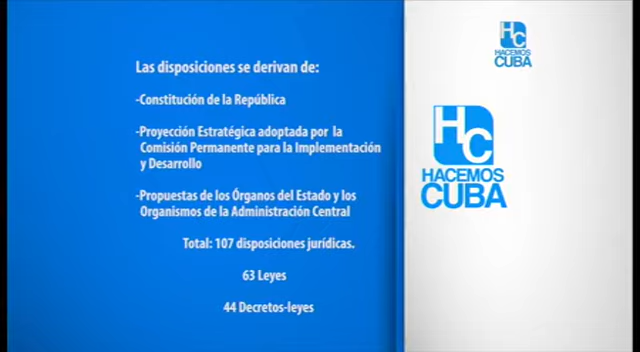 Las disposiciones se derivan de:
-Constitución de la República
-Proyección Estratégica adoptada por la
Comisión Permanente para la Implementación
y Desarrollo
-Propuestas de los Órganos del Estado y los
Organismos de la Administración Central
Total: 107 disposiciones jurídicas.
63 Leyes
44 Decretos-leyes
HC
HACEMOS
CUBA
HC
HACEMOS
CUBA